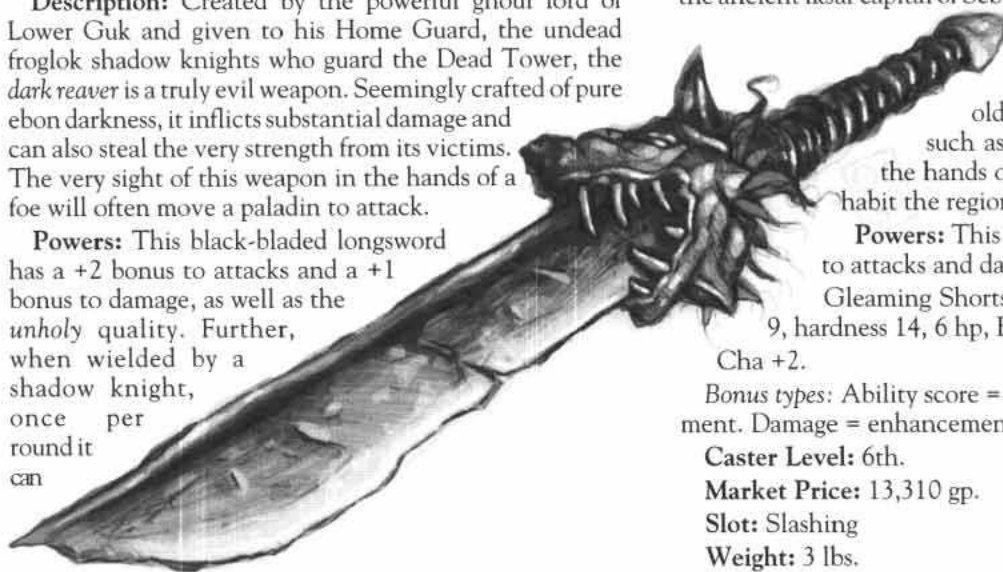 Description: Created by the powerful ghoul lord of
Lower Guk and given to his Home Guard, the undead
froglok shadow knights who guard the Dead Tower, the
dark reaver is a truly evil weapon. Seemingly crafted of pure
ebon darkness, it inflicts substantial damage and
can also steal the very strength from its victims.
The very sight of this weapon in the hands of a
foe will often move a paladin to attack.
Powers: This black-bladed longsword
has a +2 bonus to attacks and a +1
bonus to damage, as well as the
unholy quality. Further,
when wielded by a
shadow knight,
once per
round it
can
the ancient iksar capital of
old
such as
the hands
habit the region
Powers: This
to attacks and
Gleaming
9, hardness 14, 6 hp,
Cha +2.
Bonus types: Ability score =
ment. Damage =
Caster Level: 6th.
Market Price: 13,310 gp.
Slot: Slashing
Weight: 3 lbs.